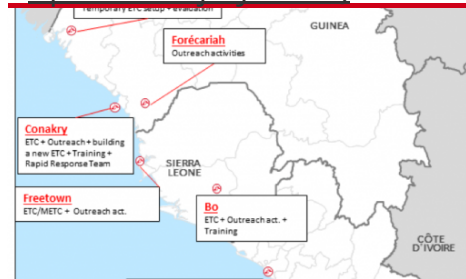 Temporary ETC setup + evaluation
GUINEA
Forécariah
Outreach activities
Conakry
ETC + Outreach + building
a new ETC + Training +
Rapid Response Team
SIERRA
LEONE
Freetown
ETC/METC + Outreach act.
Bo
ETC + Outreach act. +
Training
CÔTE
D'IVOIRE